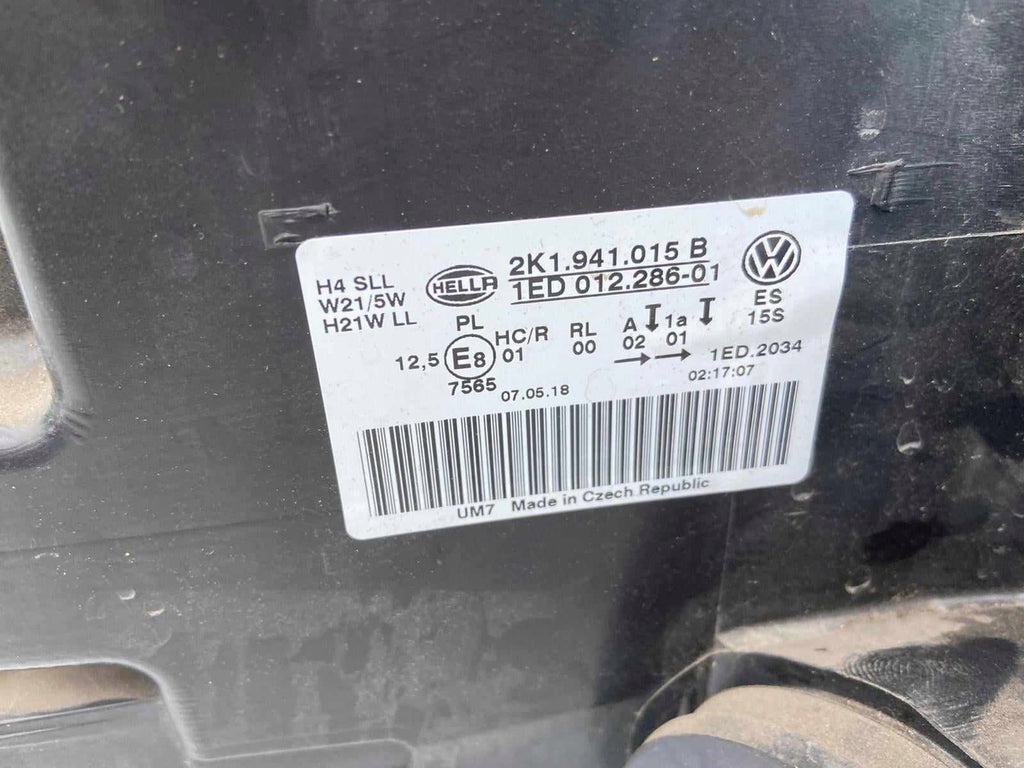 H4 SLL
W21/5W
H21W LL
HELLA
2K1.941.015 B
1ED 012.286-01
ES
15S
PL
12,5 E8
7565
HC/R
01
RL
00
A
02
1a
01
1ED.2034
07.05.18
02:17:07
UM7 Made in Czech Republic